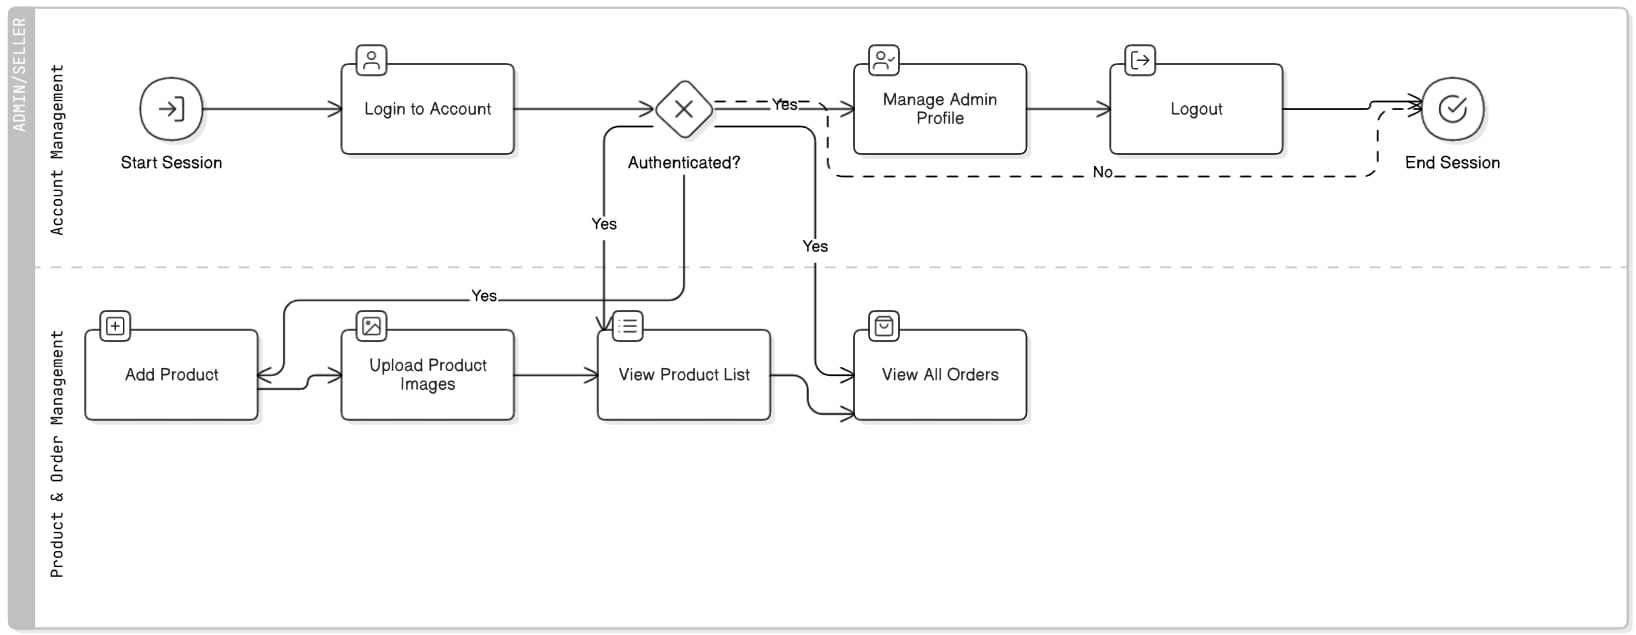 ADMIN/SELLER
Account Management
Start Session
Login to Account
Authenticated?
Yes
Manage Admin
Profile
Logout
End Session
No
Yes
Yes
Yes
Product & Order Management
Add Product
Upload Product
Images
View Product List
View All Orders